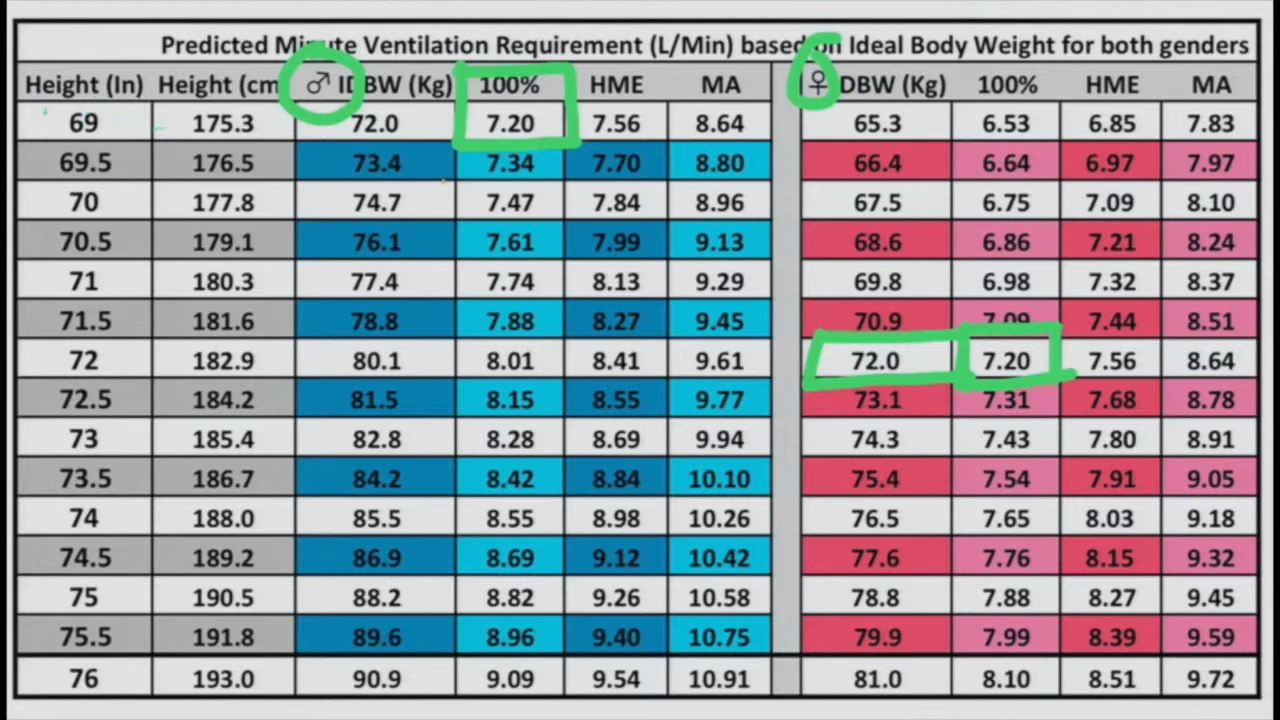 Predicted Minute Ventilation Requirement (L/Min) based on Ideal Body Weight for both genders
Height (In) Height (cm ♂ IDBW (Kg) 100% HME MA ♀ DBW (Kg) 100% HME MA
69 175.3 72.0 7.20 7.56 8.64 65.3 6.53 6.85 7.83
69.5 176.5 73.4 7.34 7.70 8.80 66.4 6.64 6.97 7.97
70 177.8 74.7 7.47 7.84 8.96 67.5 6.75 7.09 8.10
70.5 179.1 76.1 7.61 7.99 9.13 68.6 6.86 7.21 8.24
71 180.3 77.4 7.74 8.13 9.29 69.8 6.98 7.32 8.37
71.5 181.6 78.8 7.88 8.27 9.45 70.9 7.09 7.44 8.51
72 182.9 80.1 8.01 8.41 9.61 72.0 7.20 7.56 8.64
72.5 184.2 81.5 8.15 8.55 9.77 73.1 7.31 7.68 8.78
73 185.4 82.8 8.28 8.69 9.94 74.3 7.43 7.80 8.91
73.5 186.7 84.2 8.42 8.84 10.10 75.4 7.54 7.91 9.05
74 188.0 85.5 8.55 8.98 10.26 76.5 7.65 8.03 9.18
74.5 189.2 86.9 8.69 9.12 10.42 77.6 7.76 8.15 9.32
75 190.5 88.2 8.82 9.26 10.58 78.8 7.88 8.27 9.45
75.5 191.8 89.6 8.96 9.40 10.75 79.9 7.99 8.39 9.59
76 193.0 90.9 9.09 9.54 10.91 81.0 8.10 8.51 9.72